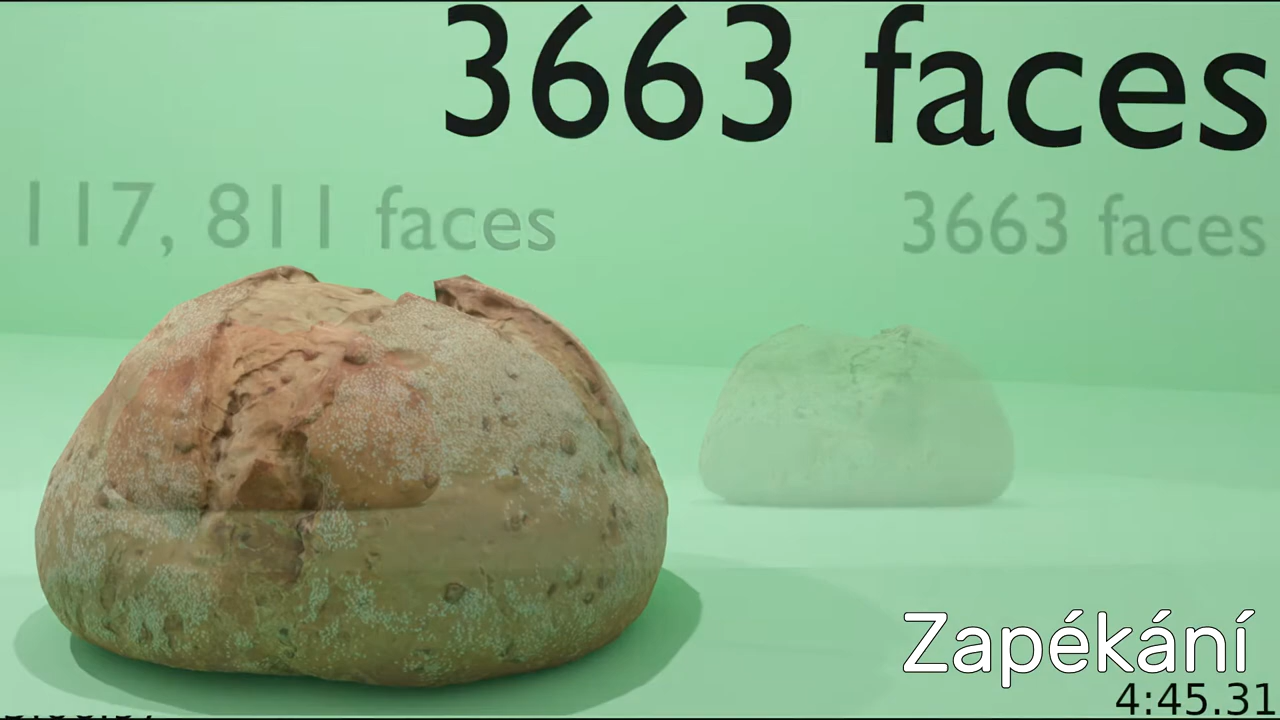 3663 faces
117, 811 faces
3663 faces
Zapékání
4:45.31